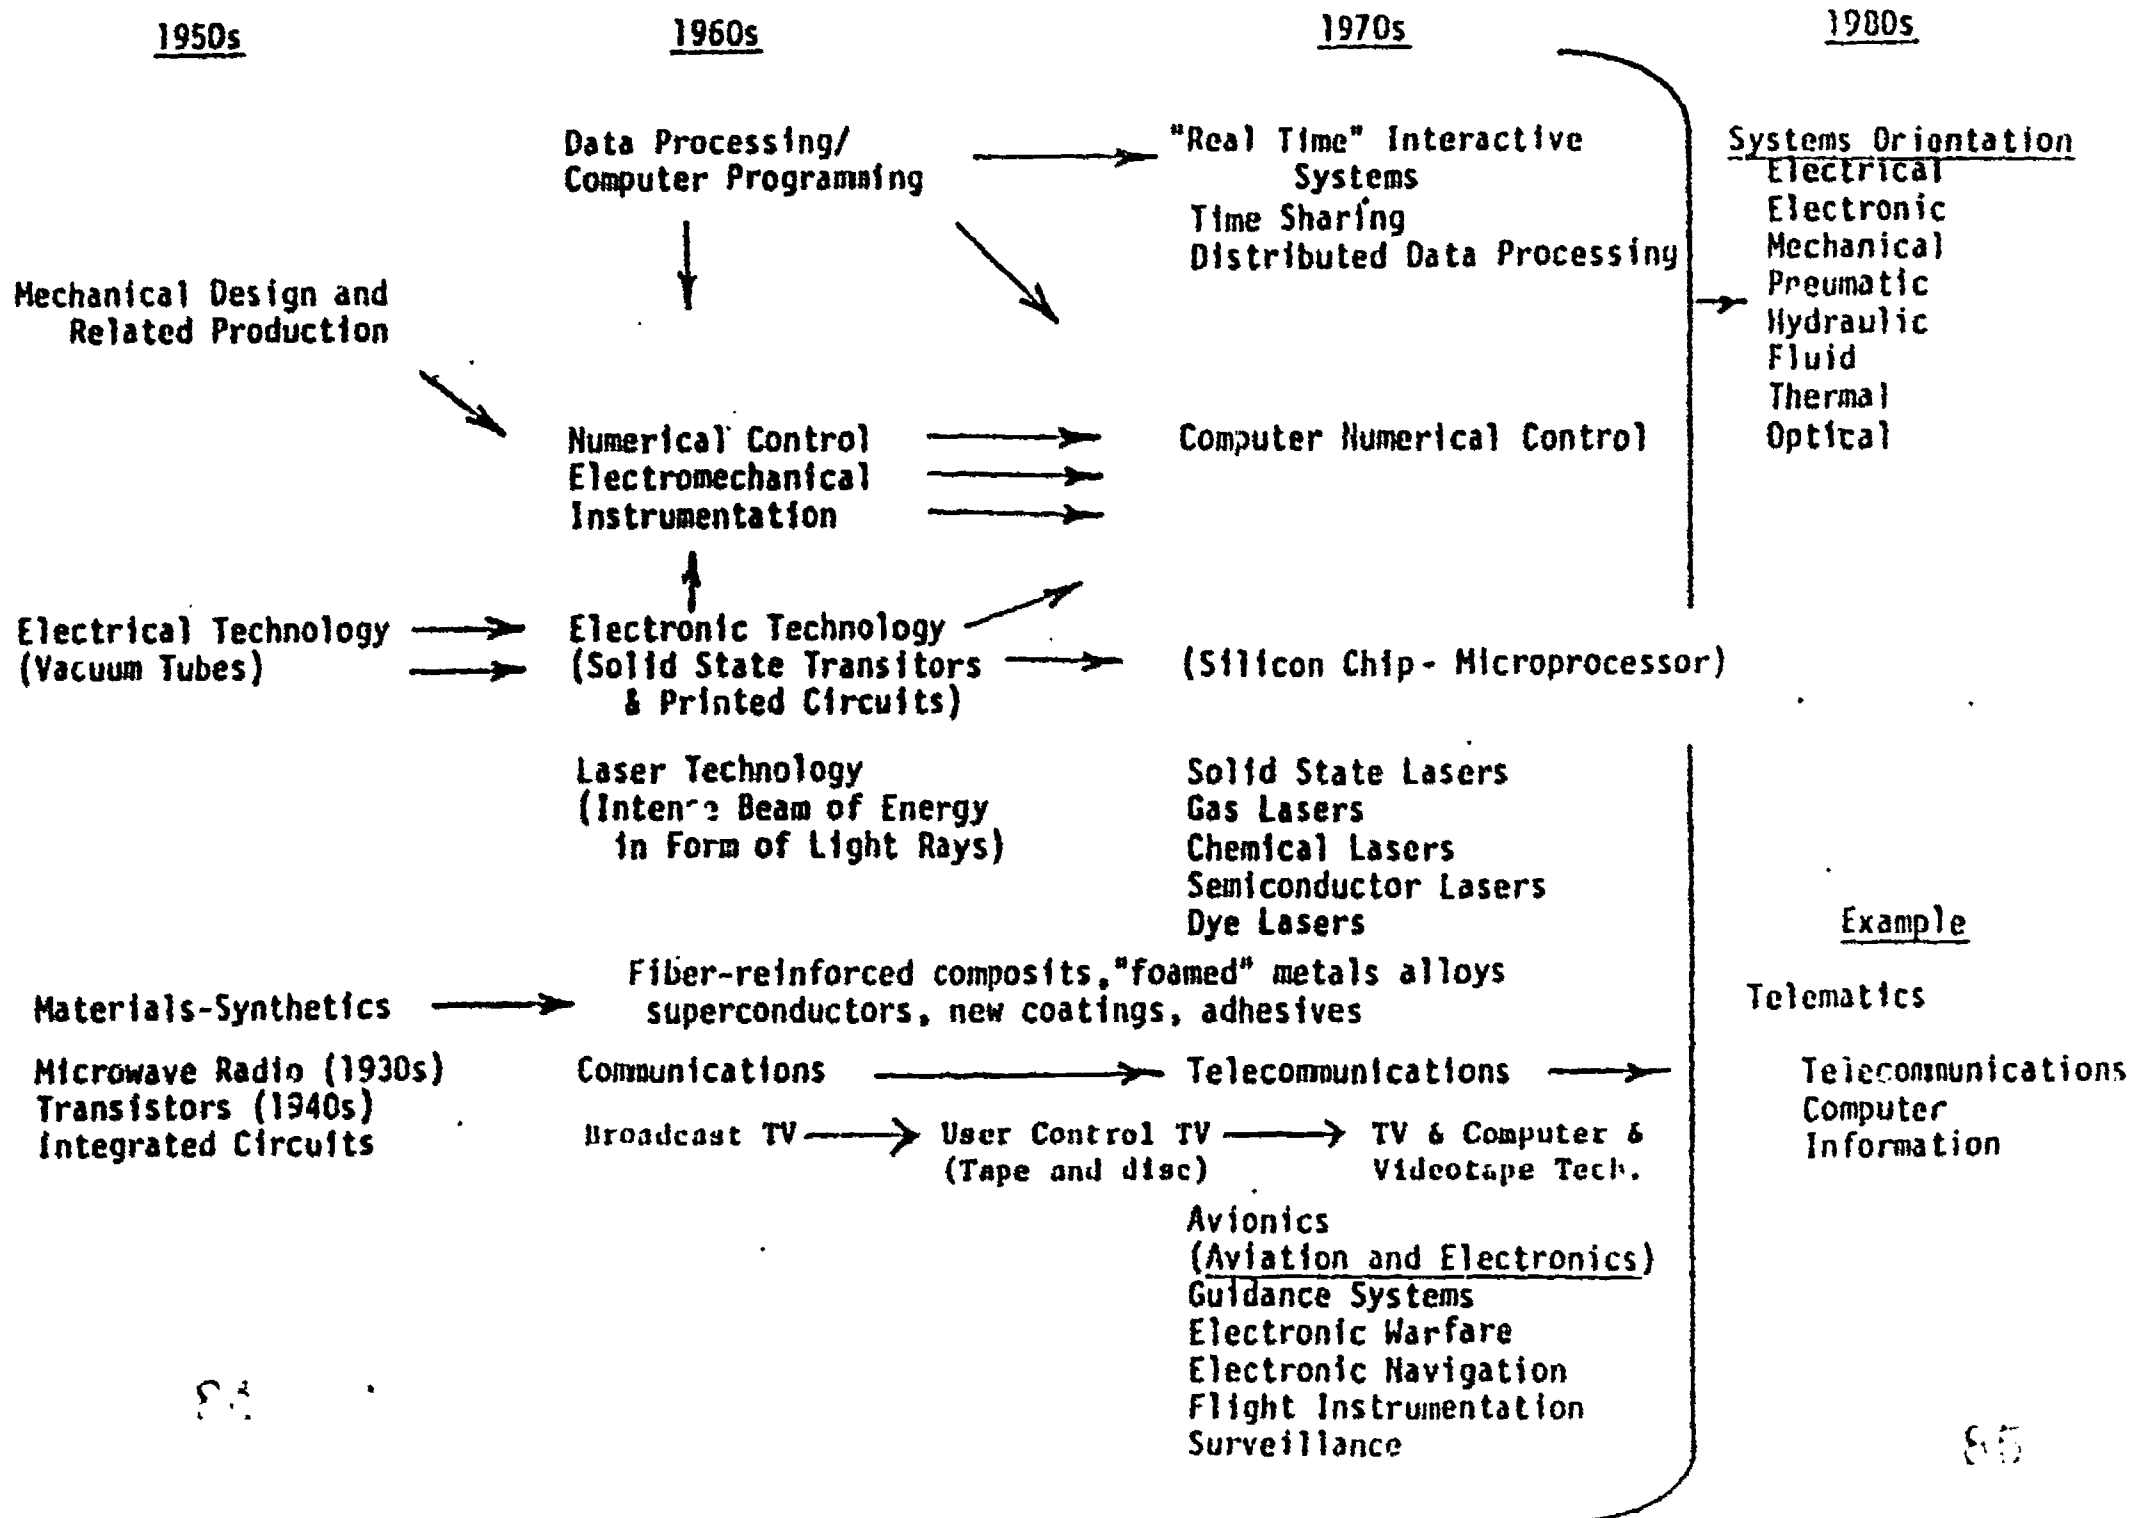 1950s
1960s
1970s
1980s
Data Processing/
Computer Programming
"Real Time" Interactive
Systems
Time Sharing
Distributed Data Processing
Systems Orientation
Electrical
Electronic
Mechanical
Pneumatic
Hydraulic
Fluid
Thermal
Optical
Mechanical Design and
Related Production
Numerical Control
Electromechanical
Instrumentation
Computer Numerical Control
Electrical Technology
(Vacuum Tubes)
Electronic Technology
(Solid State Transitors
& Printed Circuits)
(Silicon Chip - Microprocessor)
Laser Technology
(Beam of Energy
in Form of Light Rays)
Solid State Lasers
Gas Lasers
Chemical Lasers
Semiconductor Lasers
Dye Lasers
Materials-Synthetics
Fiber-reinforced composits, "foamed" metals alloys
superconductors, new coatings, adhesives
Example
Telematics
Telecommunications
Computer
Information
Microwave Radio (1930s)
Transistors (1940s)
Integrated Circuits
Communications
Telecommunications
Broadcast TV
User Control TV
(Tape and disc)
TV & Computer &
Videotape Tech.
Avionics
(Aviation and Electronics)
Guidance Systems
Electronic Warfare
Electronic Navigation
Flight Instrumentation
Surveillance